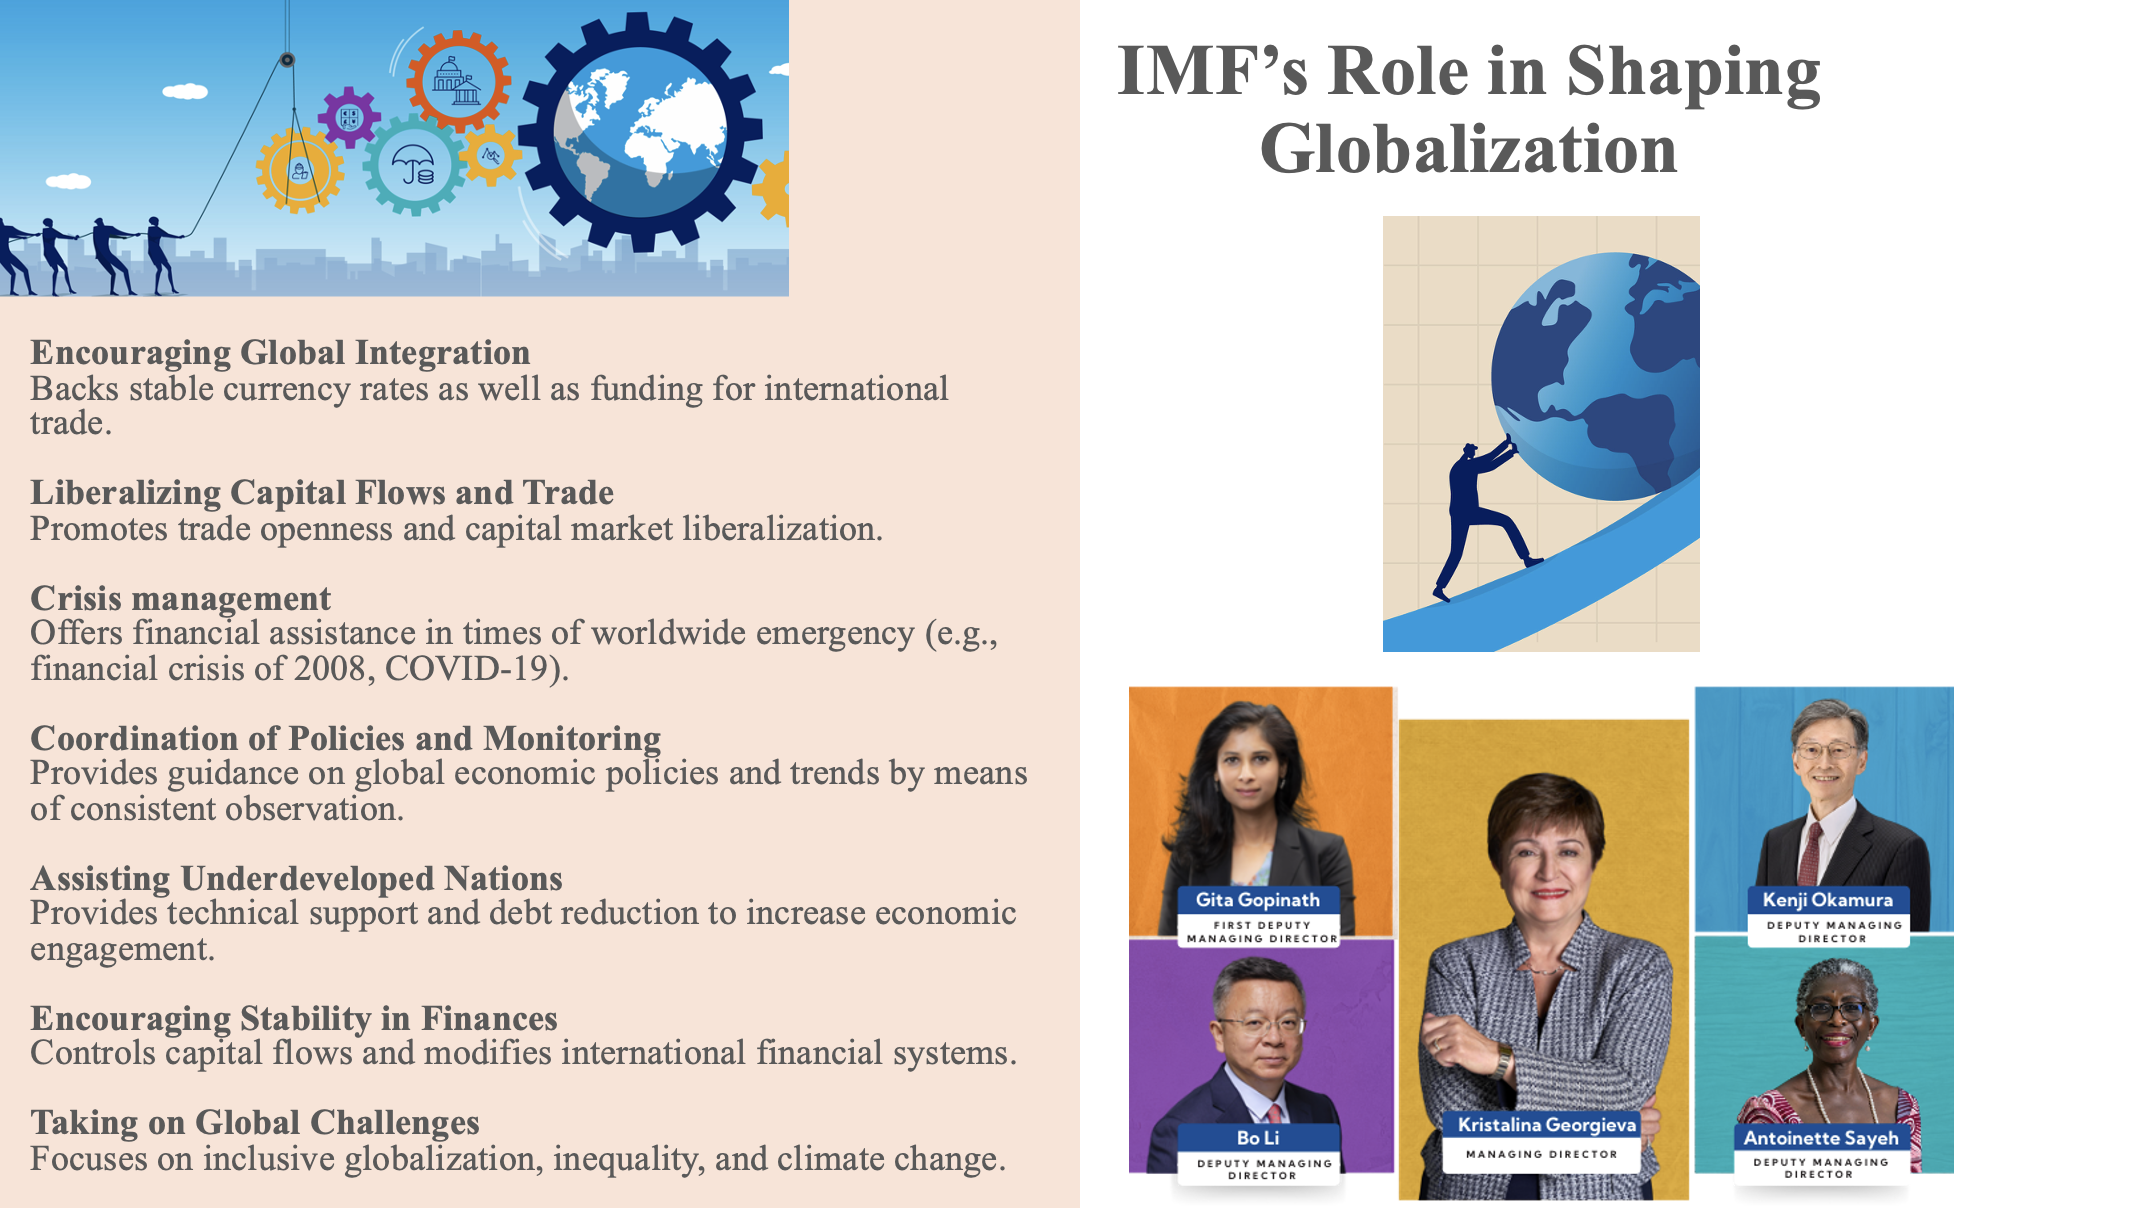 IMF’s Role in Shaping
Globalization
Encouraging Global Integration
Backs stable currency rates as well as funding for international
trade.
Liberalizing Capital Flows and Trade
Promotes trade openness and capital market liberalization.
Crisis management
Offers financial assistance in times of worldwide emergency (e.g.,
financial crisis of 2008, COVID-19).
Coordination of Policies and Monitoring
Provides guidance on global economic policies and trends by means
of consistent observation.
Assisting Underdeveloped Nations
Provides technical support and debt reduction to increase economic
engagement.
Encouraging Stability in Finances
Controls capital flows and modifies international financial systems.
Taking on Global Challenges
Focuses on inclusive globalization, inequality, and climate change.
Gita Gopinath
FIRST DEPUTY
MANAGING DIRECTOR
Kenji Okamura
DEPUTY MANAGING
DIRECTOR
Bo Li
DEPUTY MANAGING
DIRECTOR
Kristalina Georgieva
MANAGING DIRECTOR
Antoinette Sayeh
DEPUTY MANAGING
DIRECTOR